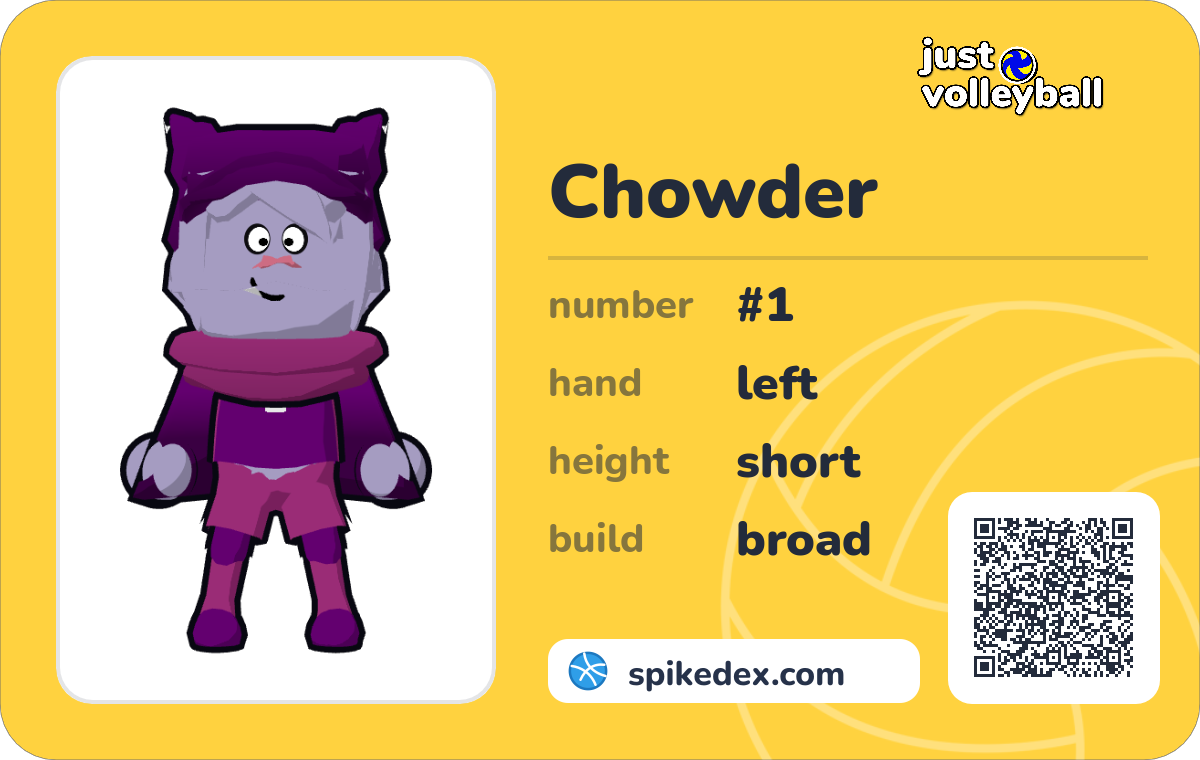 just
volleyball
Chowder
number #1
hand left
height short
build broad
spikedex.com